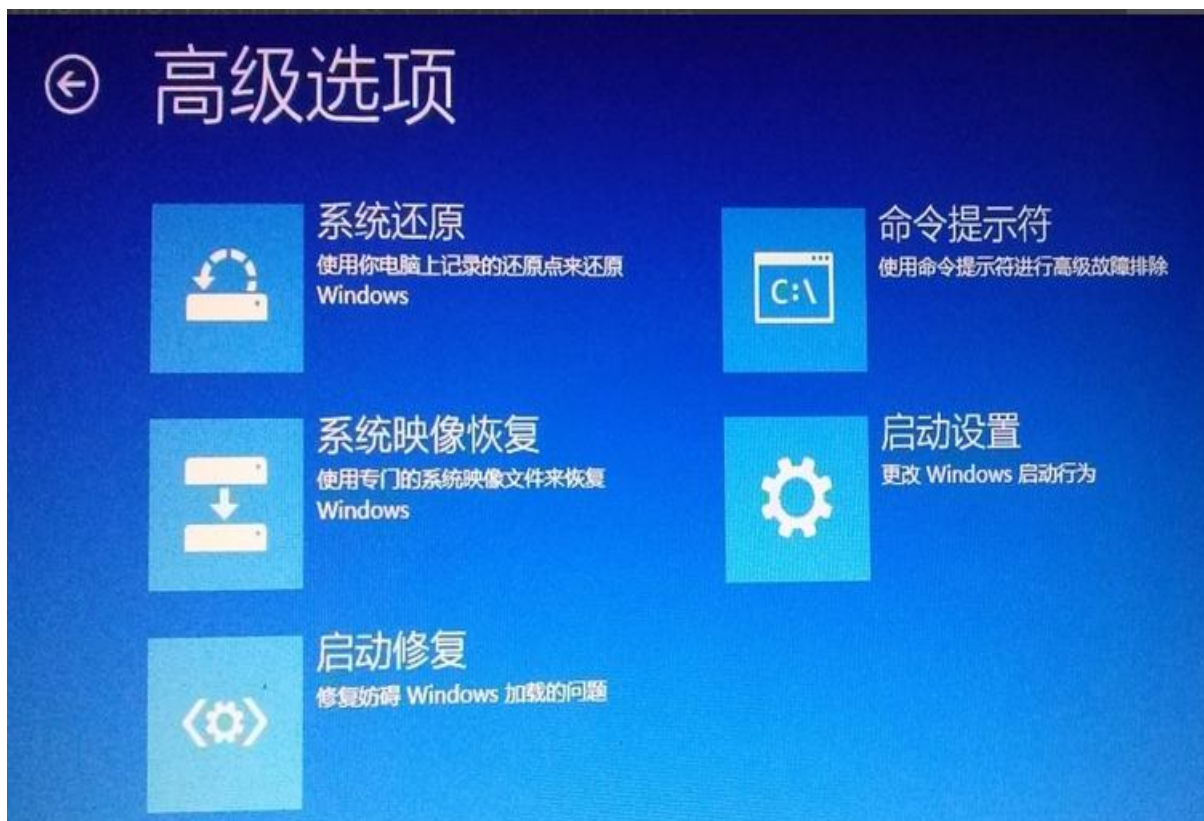 高级选项
系统还原
使用你电脑上记录的还原点来还原
Windows
命令提示符
使用命令提示符进行高级故障排除
C:\
系统映像恢复
使用专门的系统映像文件来恢复
Windows
启动设置
更改 Windows 启动行为
启动修复
修复妨碍 Windows 加载的问题